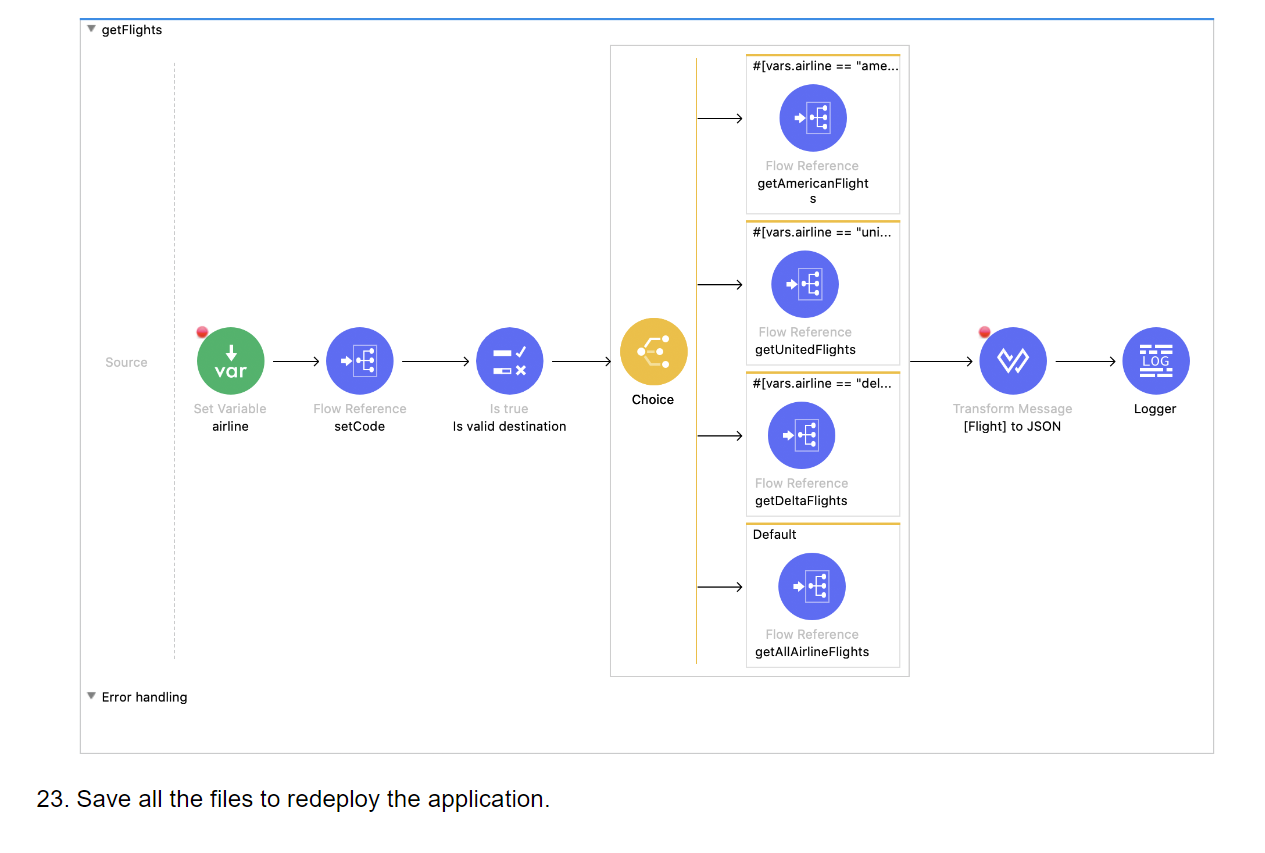 getFlights
Source
var
Set Variable
airline
Flow Reference
setCode
Is true
Is valid destination
Choice
#[vars.airline == "ame...
Flow Reference
getAmericanFlight
s
#[vars.airline == "uni...
Flow Reference
getUnitedFlights
#[vars.airline == "del...
Flow Reference
getDeltaFlights
Default
Flow Reference
getAllAirlineFlights
Transform Message
[Flight] to JSON
LOG
Logger
Error handling
23. Save all the files to redeploy the application.